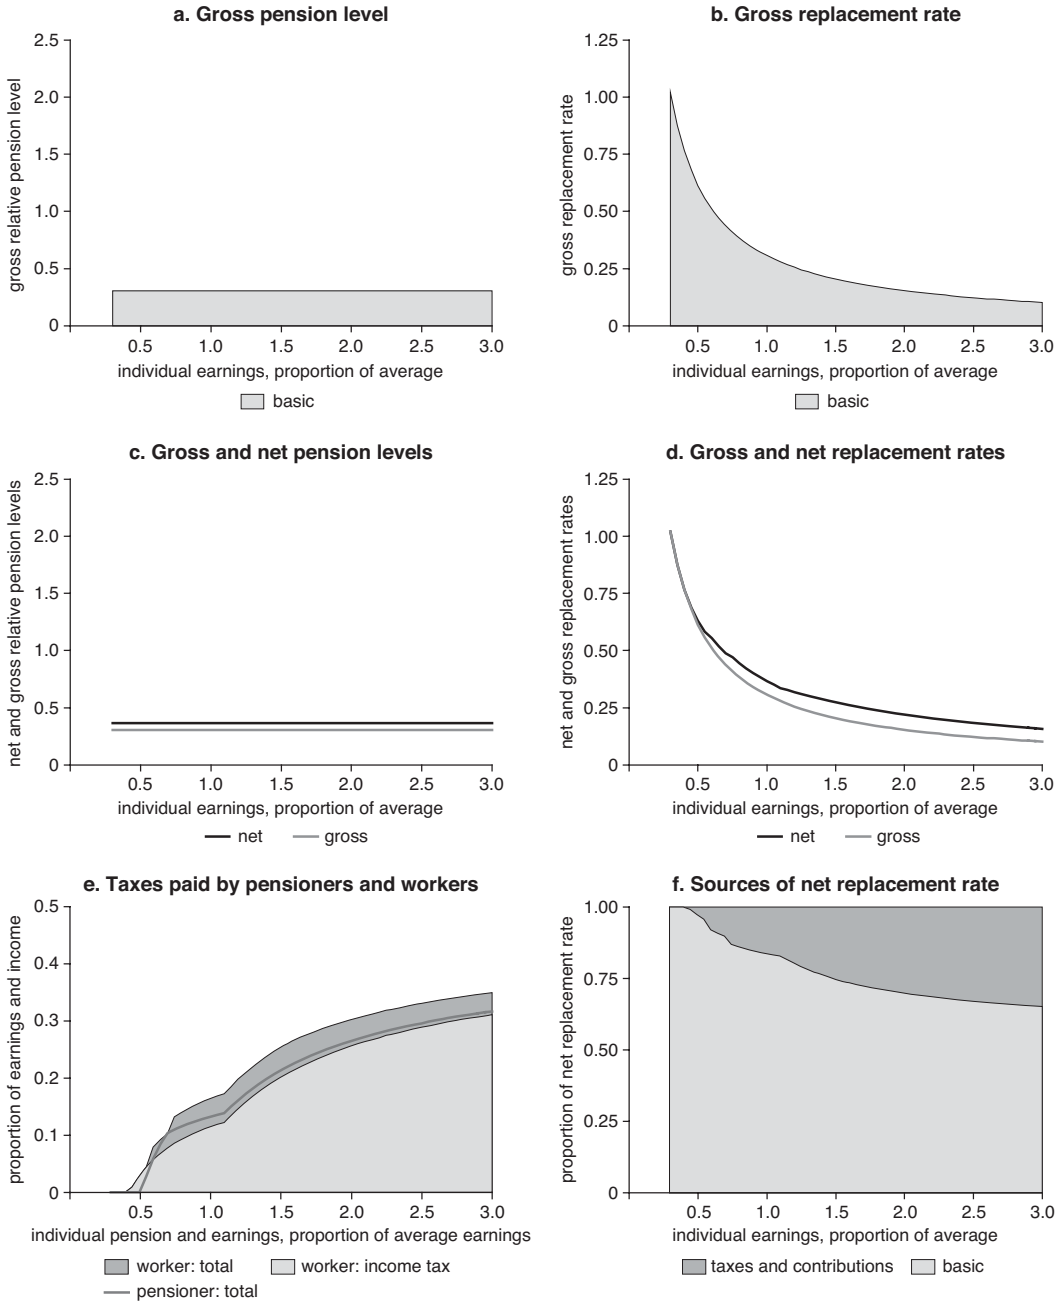 a. Gross pension level
gross relative pension level
2.5
2.0
1.5
1.0
0.5
0
0.5 1.0 1.5 2.0 2.5 3.0
individual earnings, proportion of average
basic
b. Gross replacement rate
gross replacement rate
1.25
1.00
0.75
0.50
0.25
0
0.5 1.0 1.5 2.0 2.5 3.0
individual earnings, proportion of average
basic
c. Gross and net pension levels
net and gross relative pension levels
2.5
2.0
1.5
1.0
0.5
0
0.5 1.0 1.5 2.0 2.5 3.0
individual earnings, proportion of average
net gross
d. Gross and net replacement rates
net and gross replacement rates
1.25
1.00
0.75
0.50
0.25
0
0.5 1.0 1.5 2.0 2.5 3.0
individual earnings, proportion of average
net gross
e. Taxes paid by pensioners and workers
proportion of earnings and income
0.5
0.4
0.3
0.2
0.1
0
0.5 1.0 1.5 2.0 2.5 3.0
individual pension and earnings, proportion of average earnings
worker: total worker: income tax
pensioner: total
f. Sources of net replacement rate
proportion of net replacement rate
1.00
0.75
0.50
0.25
0
0.5 1.0 1.5 2.0 2.5 3.0
individual earnings, proportion of average
taxes and contributions basic